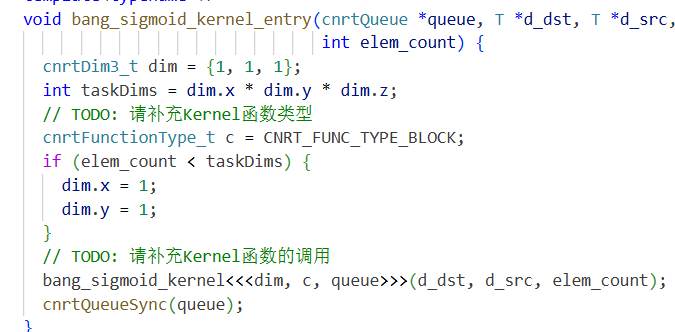 void bang_sigmoid_kernel_entry(cnrtQueue *queue, T *d_dst, T *d_src,
int elem_count) {
cnrtDim3_t dim = {1, 1, 1};
int taskDims = dim.x * dim.y * dim.z;
// TODO: 请补充Kernel函数类型
cnrtFunctionType_t c = CNRT_FUNC_TYPE_BLOCK;
if (elem_count < taskDims) {
dim.x = 1;
dim.y = 1;
}
// TODO: 请补充Kernel函数的调用
bang_sigmoid_kernel<<<dim, c, queue>>>(d_dst, d_src, elem_count);
cnrtQueueSync(queue);
}